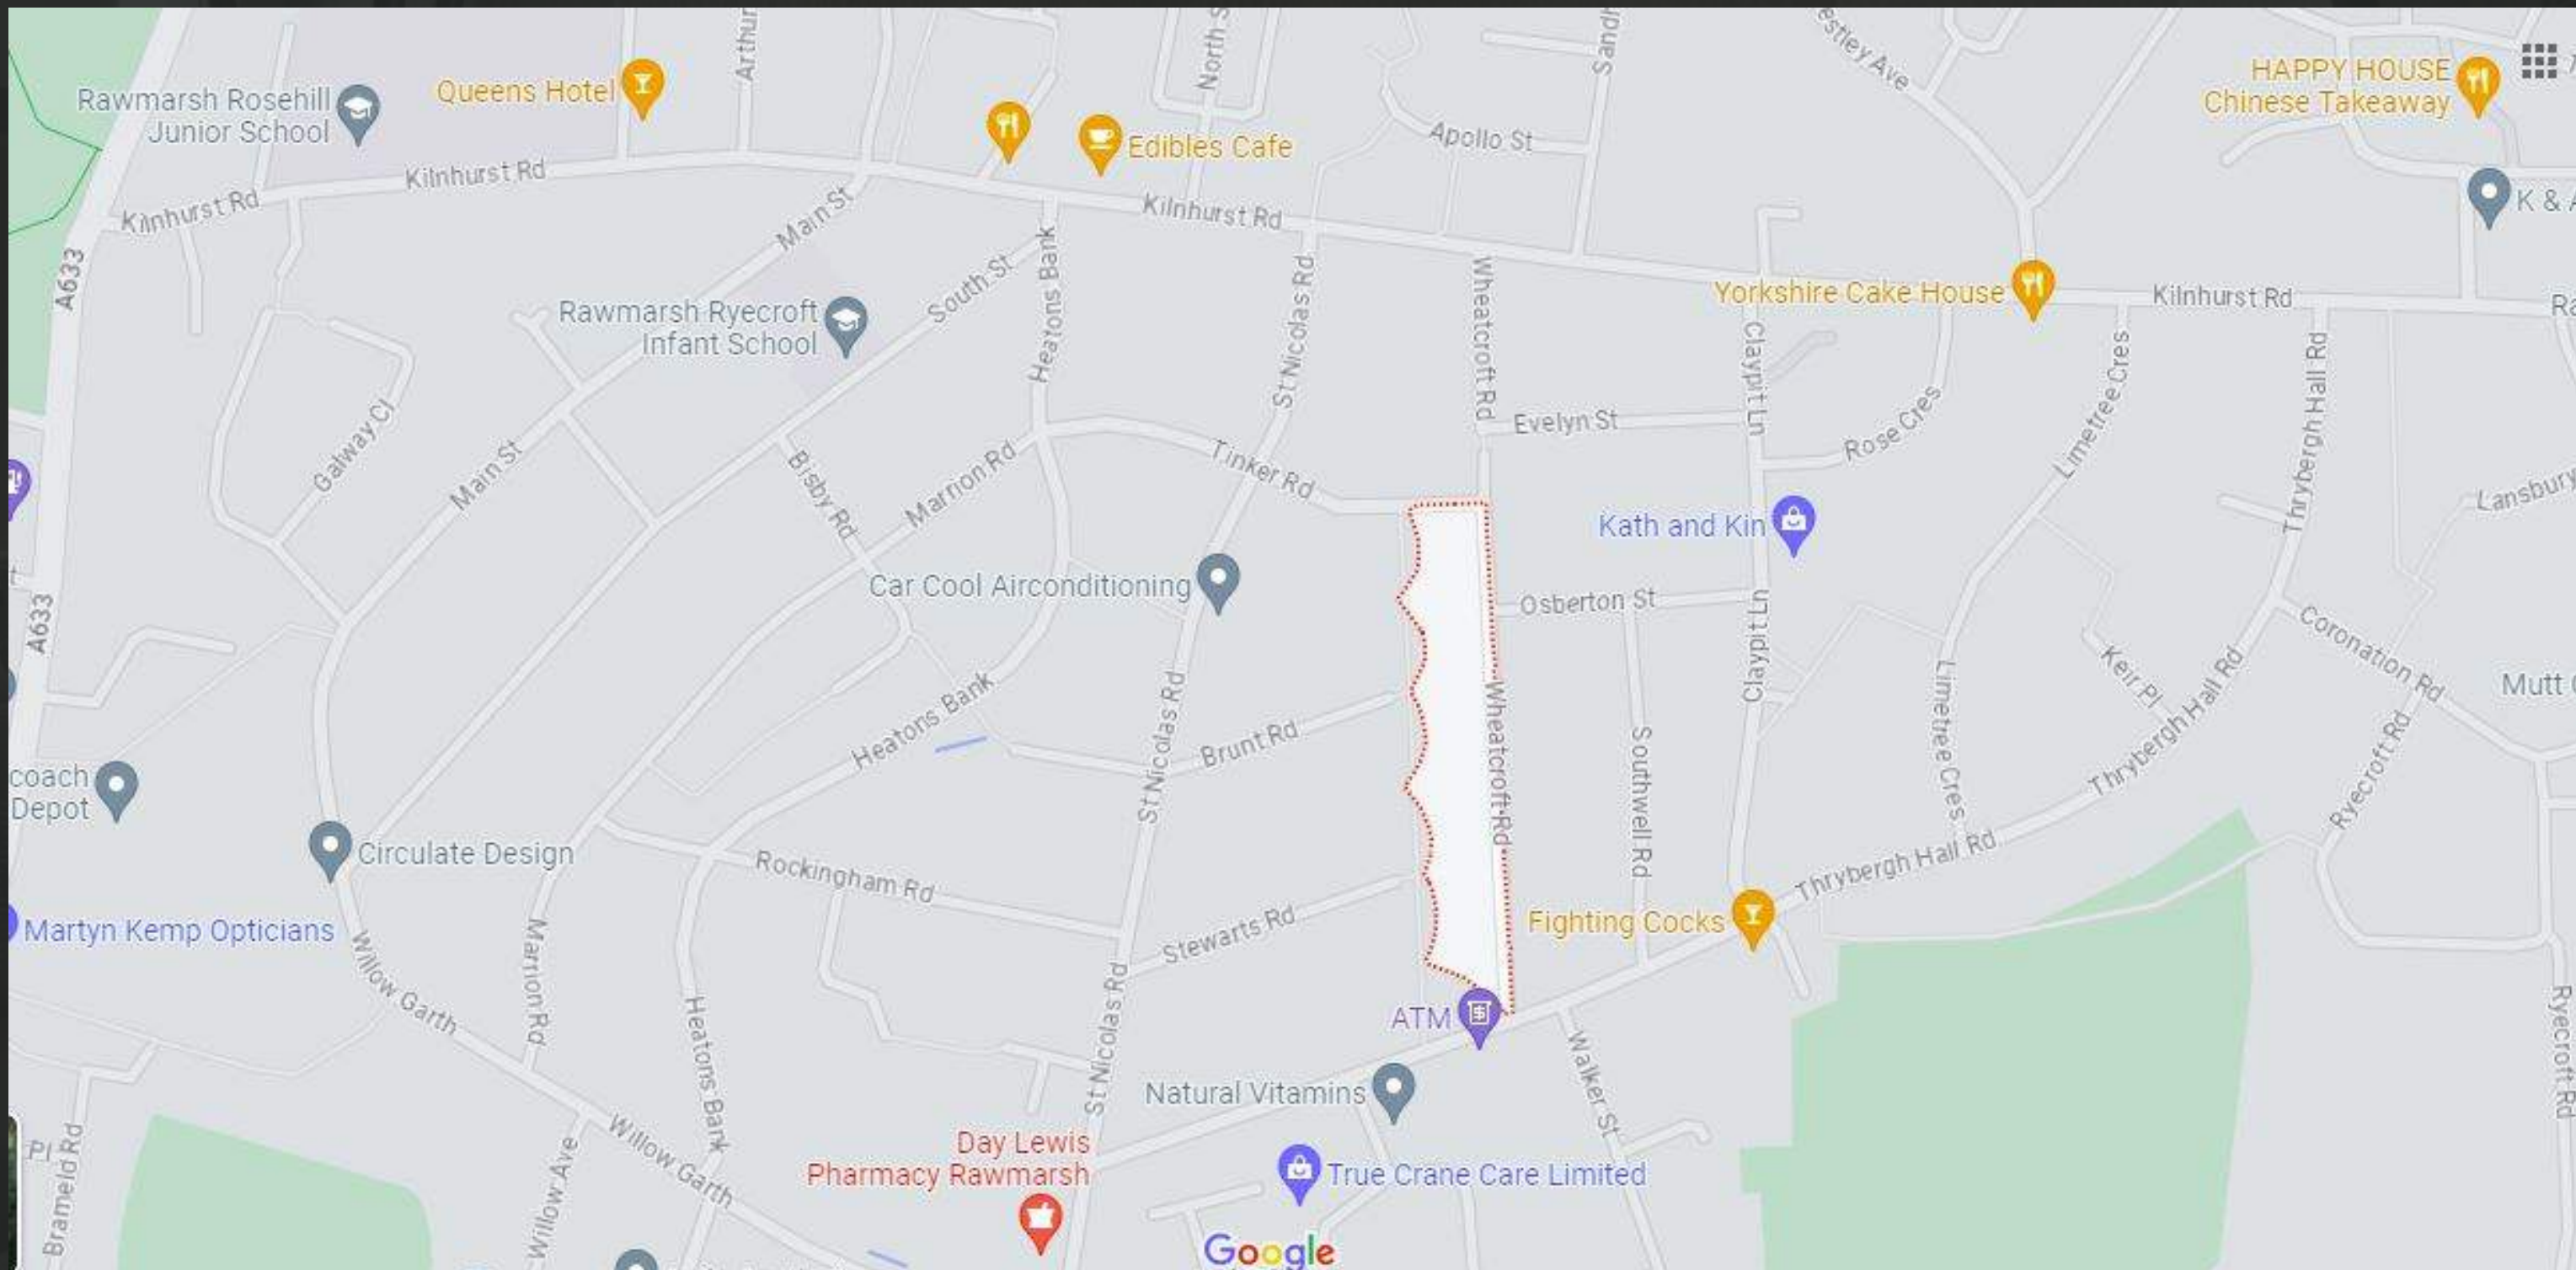 Arthur
North S
Sand
estley Ave
HAPPY HOUSE
Chinese Takeaway
Rawmarsh Rosehill
Junior School
Queens Hotel
Edibles Cafe
Apollo St
Kilnhurst Rd
Kilnhurst Rd
Kilnhurst Rd
K & A
A633
Main St
South St
Heatons Bank
St Nicolas Rd
Wheatcroft Rd
Yorkshire Cake House
Kilnhurst Rd
Ra
Rawmarsh Ryecroft
Infant School
Claypit Ln
Limetree Cres
Thrybergh Hall Rd
Evelyn St
Rose Cres
Galway Cl
Main St
Bisby Rd
Marrion Rd
Tinker Rd
Lansbury
Kath and Kin
Car Cool Airconditioning
Osberton St
A633
Claypit Ln
Coronation Rd
Keir Pl
Limetree Cres
Thrybergh Hall Rd
Mutt
Heatons Bank
St Nicolas Rd
Brunt Rd
Wheatcroft Rd
Southwell Rd
Ryecroft Rd
coach
Depot
Circulate Design
Rockingham Rd
Thrybergh Hall Rd
Martyn Kemp Opticians
Stewarts Rd
Fighting Cocks
Willow Garth
Marrion Rd
Heatons Bank
St Nicolas Rd
ATM
Walker St
Ryecroft Rd
Natural Vitamins
Pl
Brameld Rd
Willow Ave
Willow Garth
Day Lewis
Pharmacy Rawmarsh
True Crane Care Limited
Google